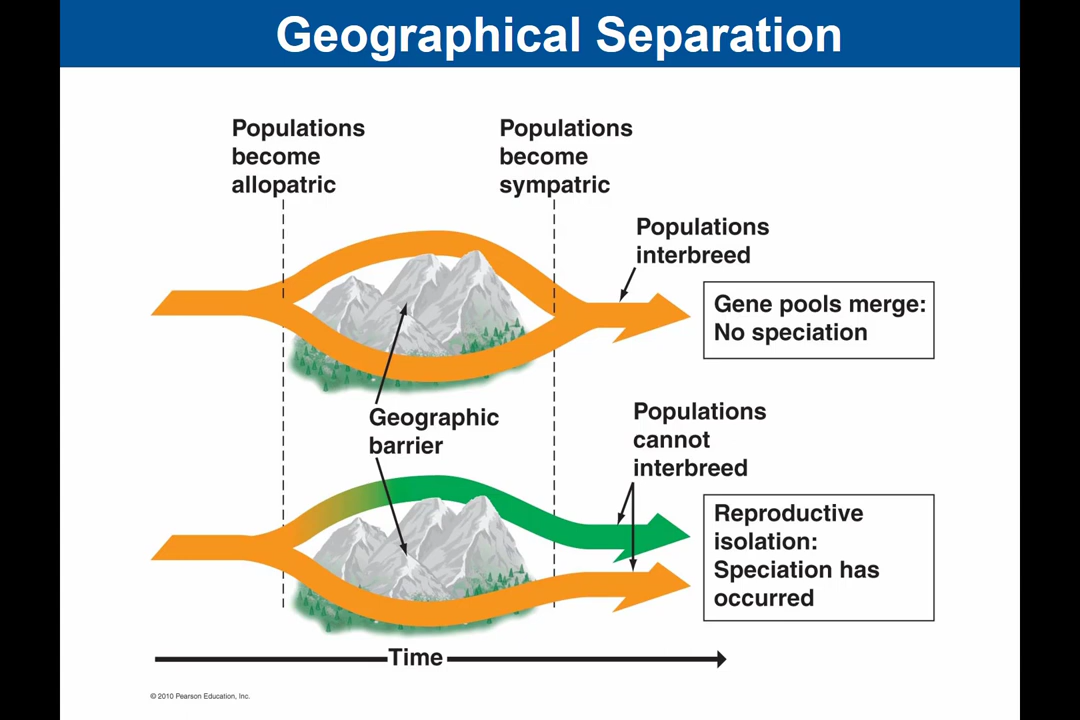 Geographical Separation
Populations
become
allopatric
Populations
become
sympatric
Populations
interbreed
Gene pools merge:
No speciation
Geographic
barrier
Populations
cannot
interbreed
Reproductive
isolation:
Speciation has
occurred
Time
© 2010 Pearson Education, Inc.